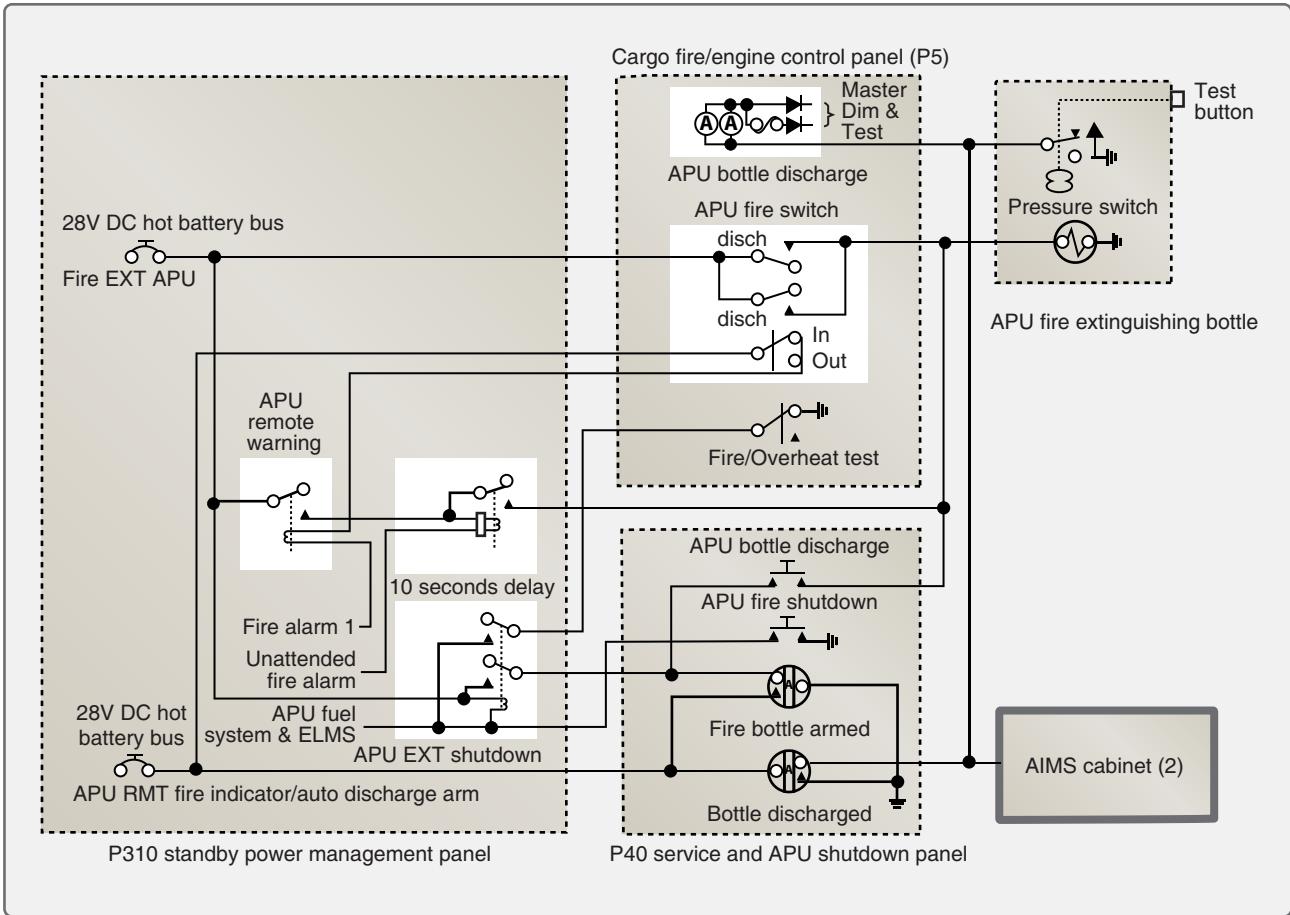 Cargo fire/engine control panel (P5)
Master
Dim &
Test
A A
APU bottle discharge
Test
button
Pressure switch
APU fire switch
28V DC hot battery bus
Fire EXT APU
disch
disch
In
Out
APU fire extinguishing bottle
APU
remote
warning
Fire/Overheat test
10 seconds delay
Fire alarm 1
Unattended
fire alarm
APU fuel
system & ELMS
APU EXT shutdown
28V DC hot
battery bus
APU RMT fire indicator/auto discharge arm
APU bottle discharge
APU fire shutdown
A
Fire bottle armed
A
Bottle discharged
AIMS cabinet (2)
P310 standby power management panel
P40 service and APU shutdown panel